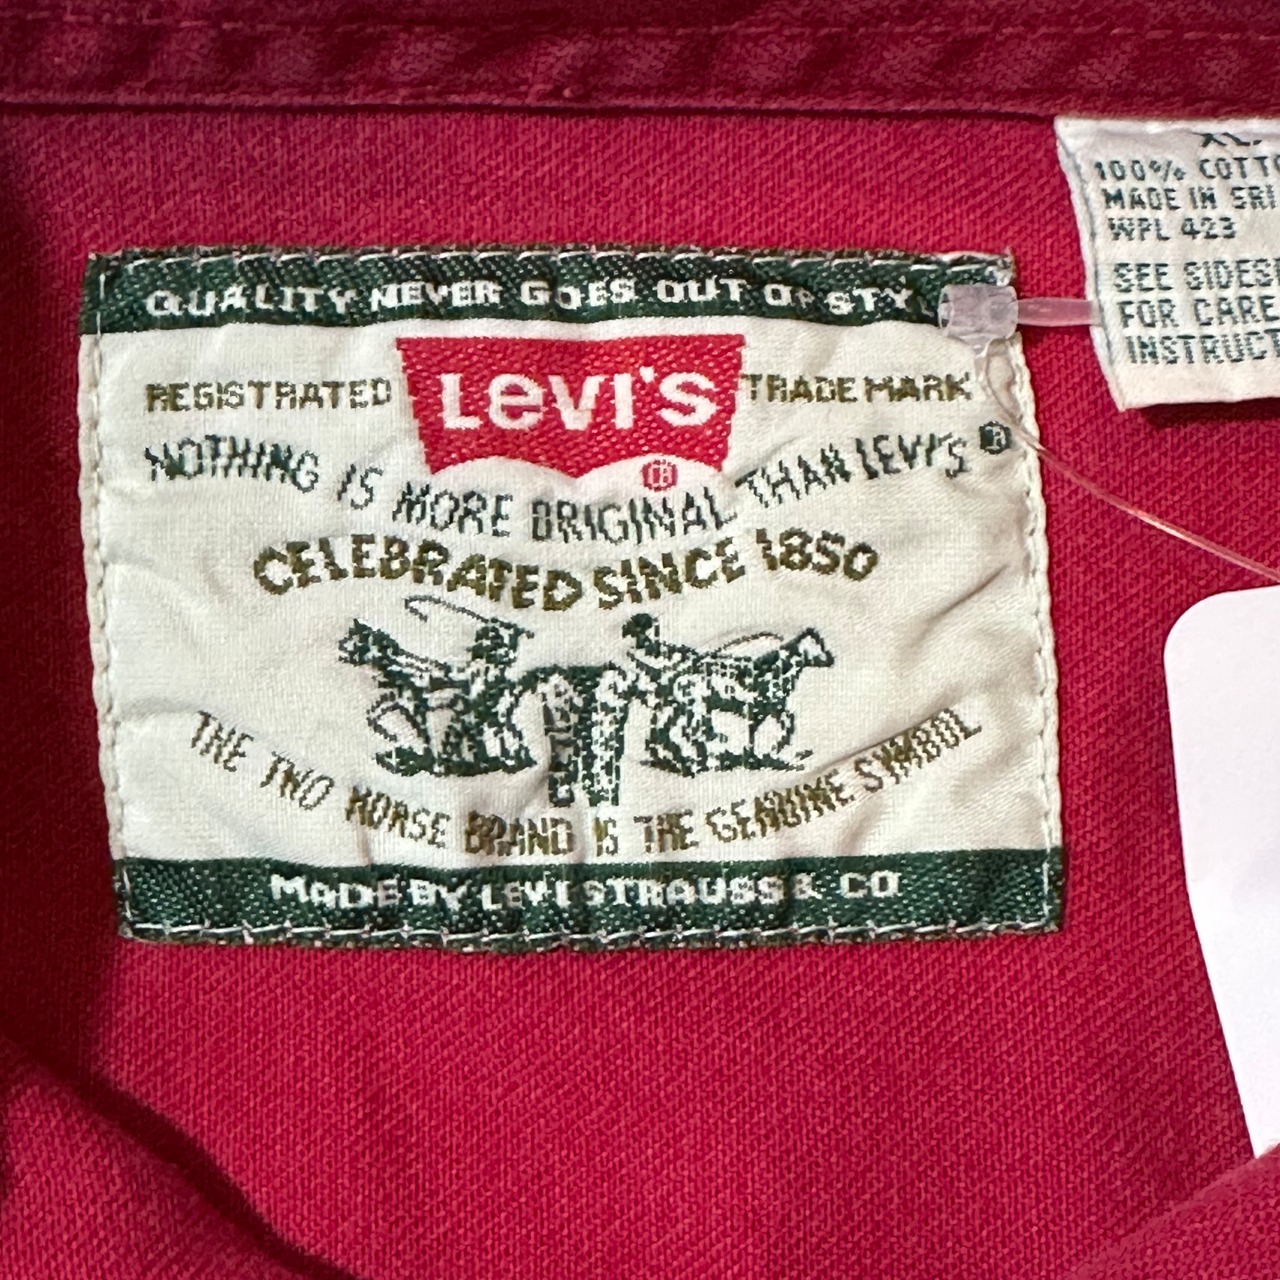 QUALITY NEVER GOES OUT OF STY
REGISTRATED LEVI'S TRADE MARK
®
NOTHING IS MORE ORIGINAL THAN LEVI'S ®
CELEBRATED SINCE 1850
THE TWO HORSE BRAND IS THE GENUINE SYMBOL
MADE BY LEVI STRAUSS & CO
XL
100% COTTO
MADE IN SRI
WPL 423
SEE SIDES
FOR CARE
INSTRUCT